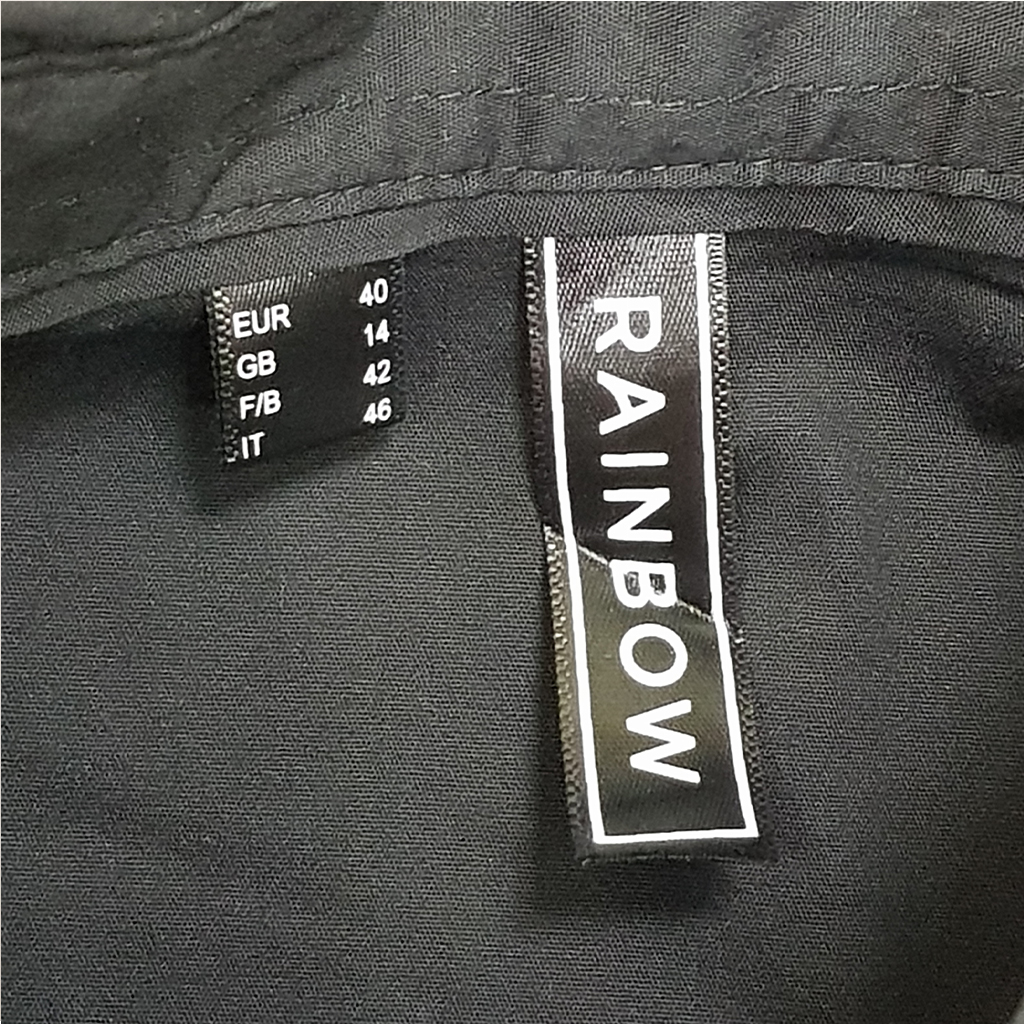 EUR 40
GB 14
F/B 42
IT 46
RAINBOW